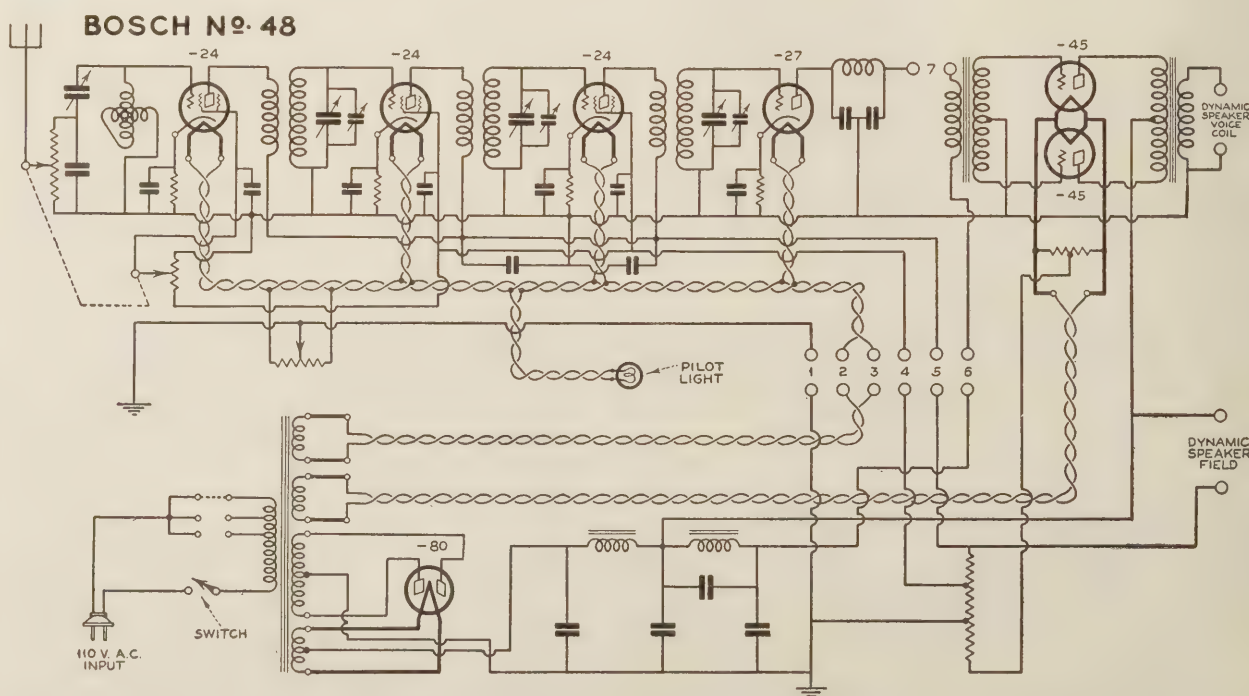 BOSCH Nº. 48
-24
-24
-24
-27
7
-45
-45
DYNAMIC
SPEAKER
VOICE
COIL
PILOT
LIGHT
1
2
3
4
5
6
DYNAMIC
SPEAKER
FIELD
-80
SWITCH
110 V. A.C.
INPUT